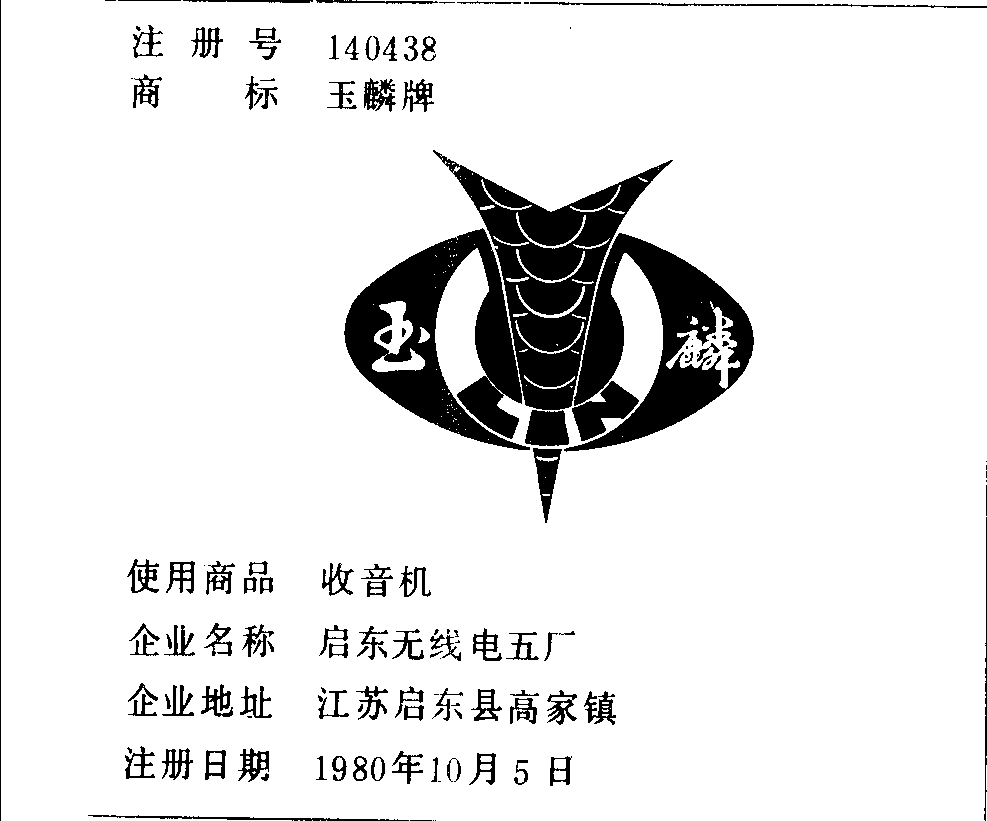 注册号 140438
商标 玉麟牌
玉 麟
使用商品 收音机
企业名称 启东无线电五厂
企业地址 江苏启东县高家镇
注册日期 1980年10月5日